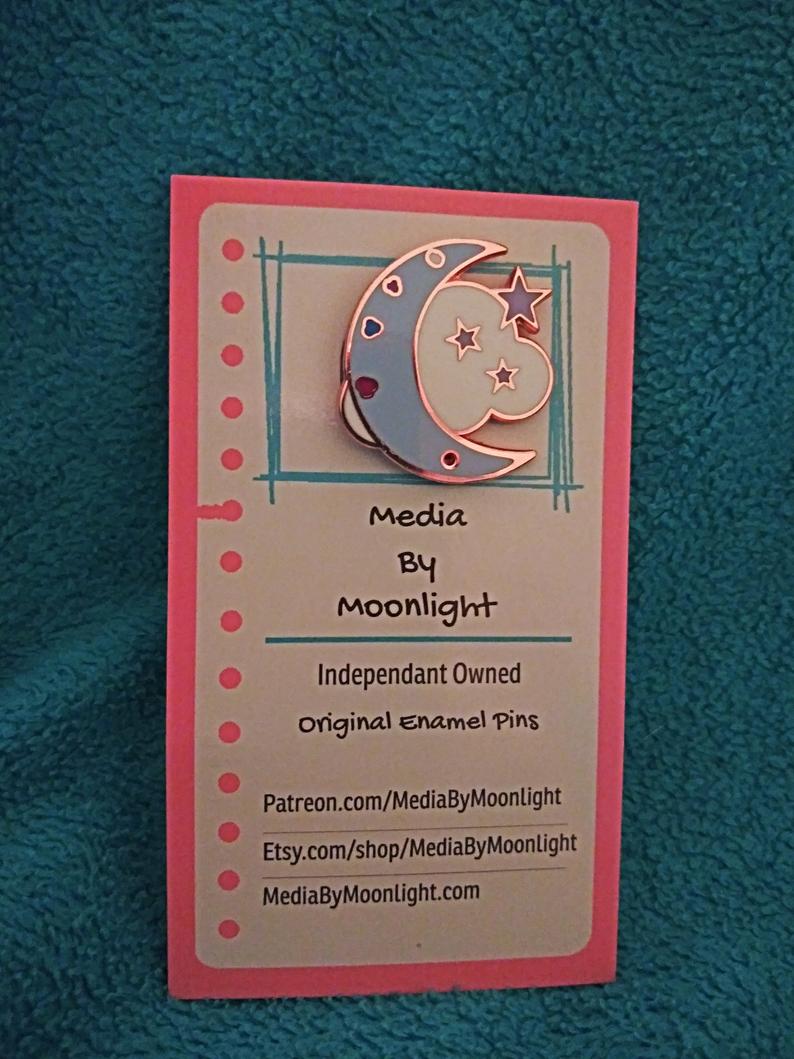 Media
By
Moonlight
Independant Owned
Original Enamel Pins
Patreon.com/MediaByMoonlight
Etsy.com/shop/MediaByMoonlight
MediaByMoonlight.com